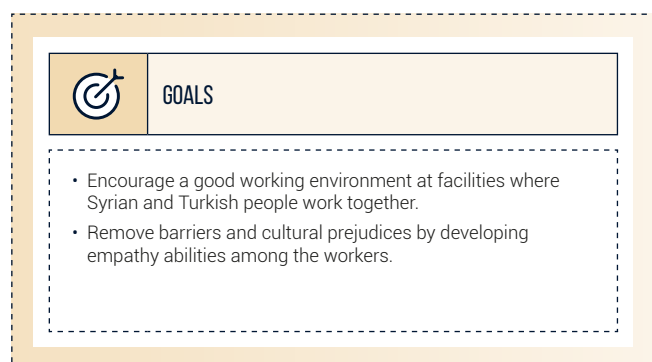 GOALS
• Encourage a good working environment at facilities where
Syrian and Turkish people work together.
• Remove barriers and cultural prejudices by developing
empathy abilities among the workers.